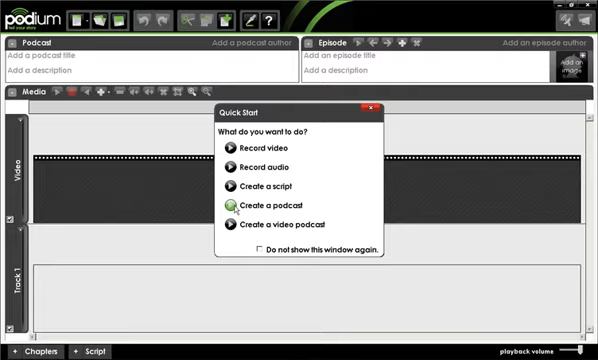 podium
tell your story
Podcast
Add a podcast author
Episode
Add an episode author
Add a podcast title
Add an episode title
Add a description
Add a description
Add an image
Media
Quick Start
What do you want to do?
Record video
Record audio
Create a script
Create a podcast
Create a video podcast
Do not show this window again.
Video
Track 1
+ Chapters
+ Script
playback volume